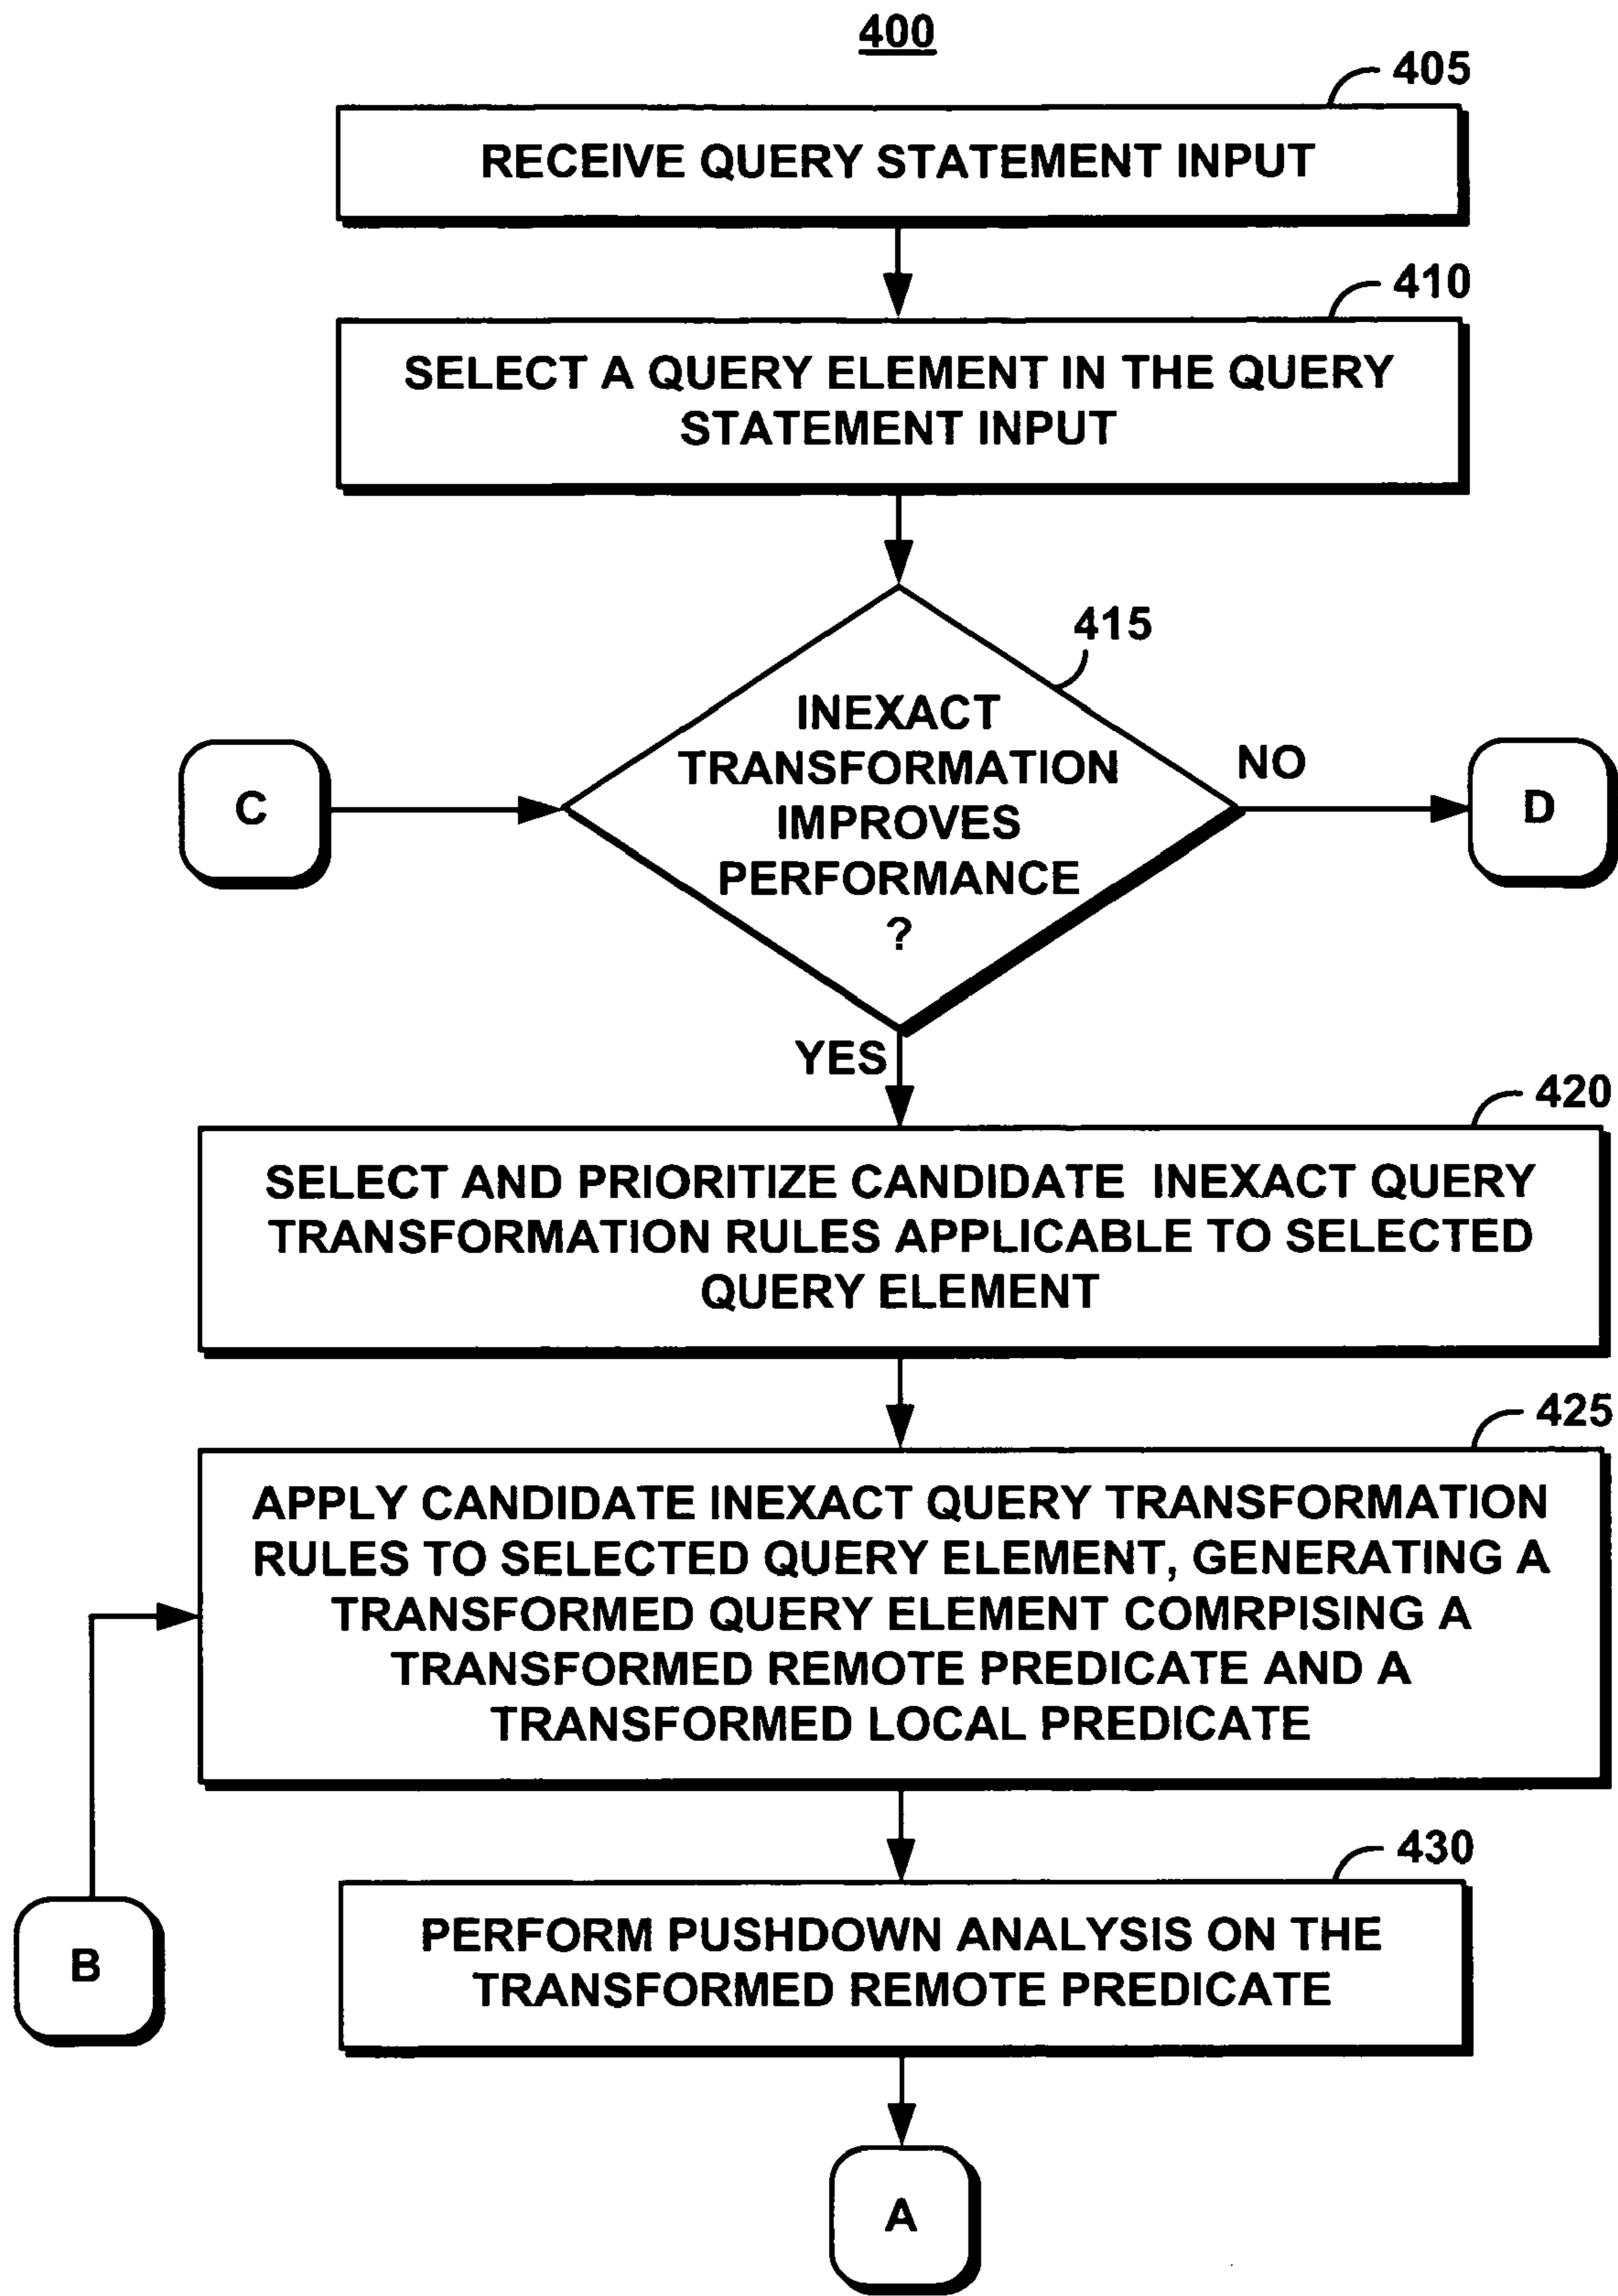 400
405
RECEIVE QUERY STATEMENT INPUT
410
SELECT A QUERY ELEMENT IN THE QUERY
STATEMENT INPUT
415
INEXACT
TRANSFORMATION
IMPROVES
PERFORMANCE
?
C
NO
D
YES
420
SELECT AND PRIORITIZE CANDIDATE INEXACT QUERY
TRANSFORMATION RULES APPLICABLE TO SELECTED
QUERY ELEMENT
425
APPLY CANDIDATE INEXACT QUERY TRANSFORMATION
RULES TO SELECTED QUERY ELEMENT, GENERATING A
TRANSFORMED QUERY ELEMENT COMRPISING A
TRANSFORMED REMOTE PREDICATE AND A
TRANSFORMED LOCAL PREDICATE
430
PERFORM PUSHDOWN ANALYSIS ON THE
TRANSFORMED REMOTE PREDICATE
B
A